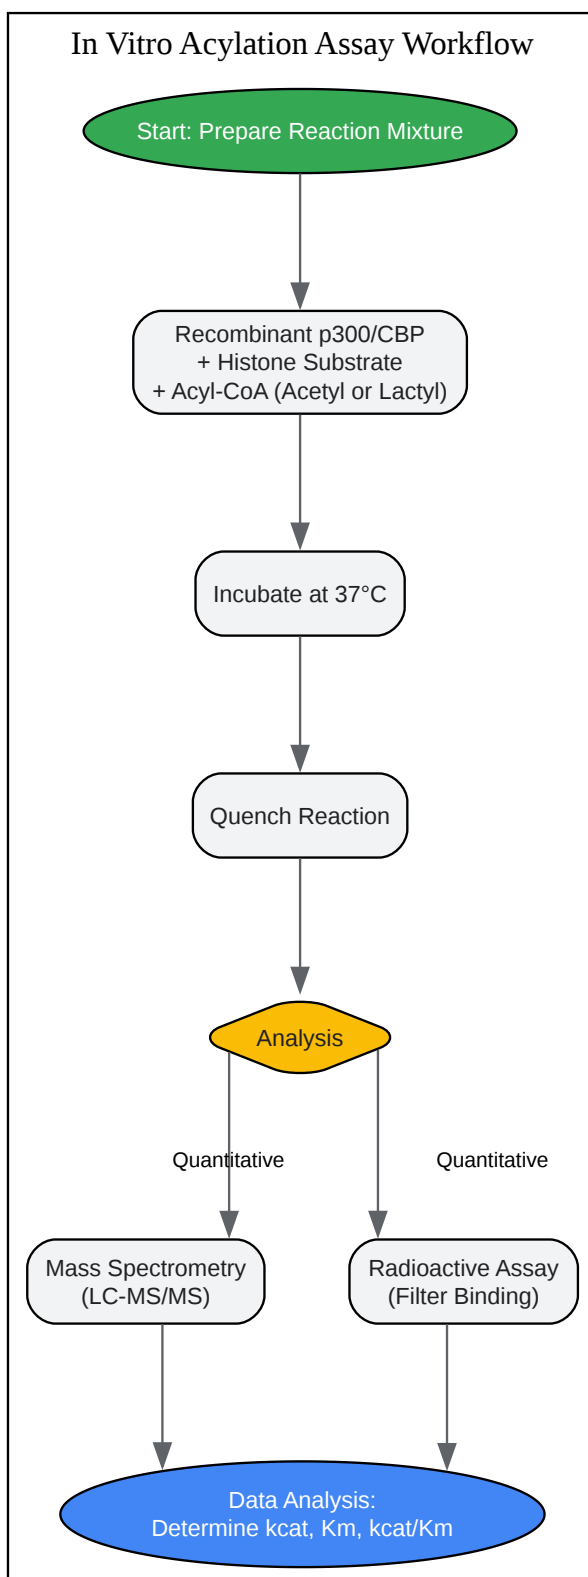 In Vitro Acylation Assay Workflow
Start: Prepare Reaction Mixture
Recombinant p300/CBP
+ Histone Substrate
+ Acyl-CoA (Acetyl or Lactyl)
Incubate at 37°C
Quench Reaction
Analysis
Quantitative
Quantitative
Mass Spectrometry
(LC-MS/MS)
Radioactive Assay
(Filter Binding)
Data Analysis:
Determine kcat, Km, kcat/Km